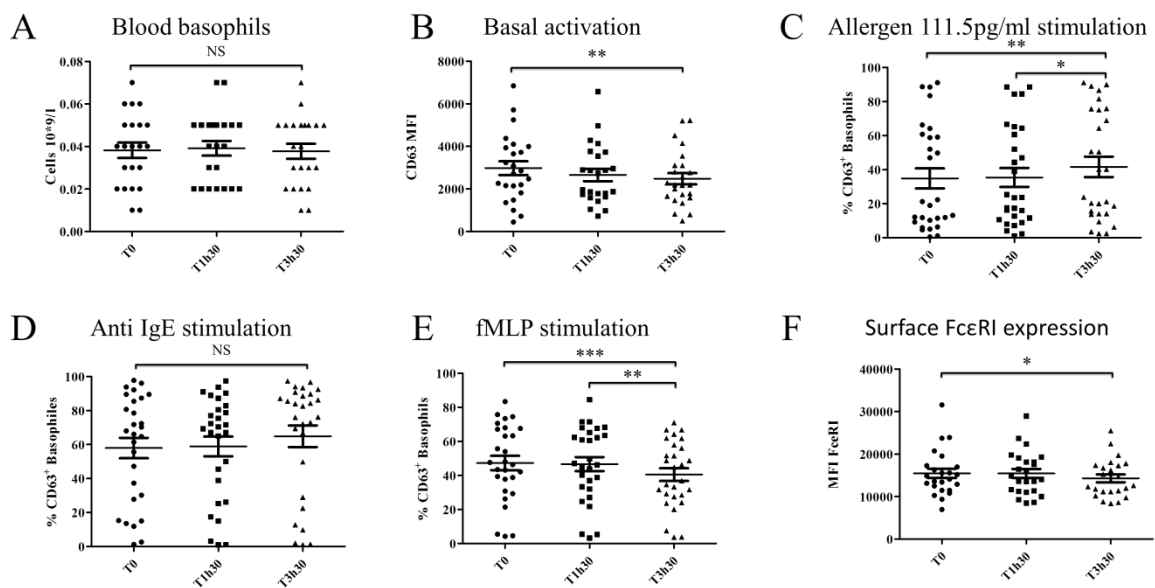 A Blood basophils
NS
Cells 10*9/l
0.08
0.06
0.04
0.02
0.00
T0 T1h30 T3h30
B Basal activation
**
CD63 MFI
8000
6000
4000
2000
0
T0 T1h30 T3h30
C Allergen 111.5pg/ml stimulation
**
*
% CD63+ Basophils
100
80
60
40
20
0
T0 T1h30 T3h30
D Anti IgE stimulation
NS
% CD63+ Basophiles
100
80
60
40
20
0
T0 T1h30 T3h30
E fMLP stimulation
***
**
% CD63+ Basophils
100
80
60
40
20
0
T0 T1h30 T3h30
F Surface FcεRI expression
*
MFI FceRI
40000
30000
20000
10000
0
T0 T1h30 T3h30